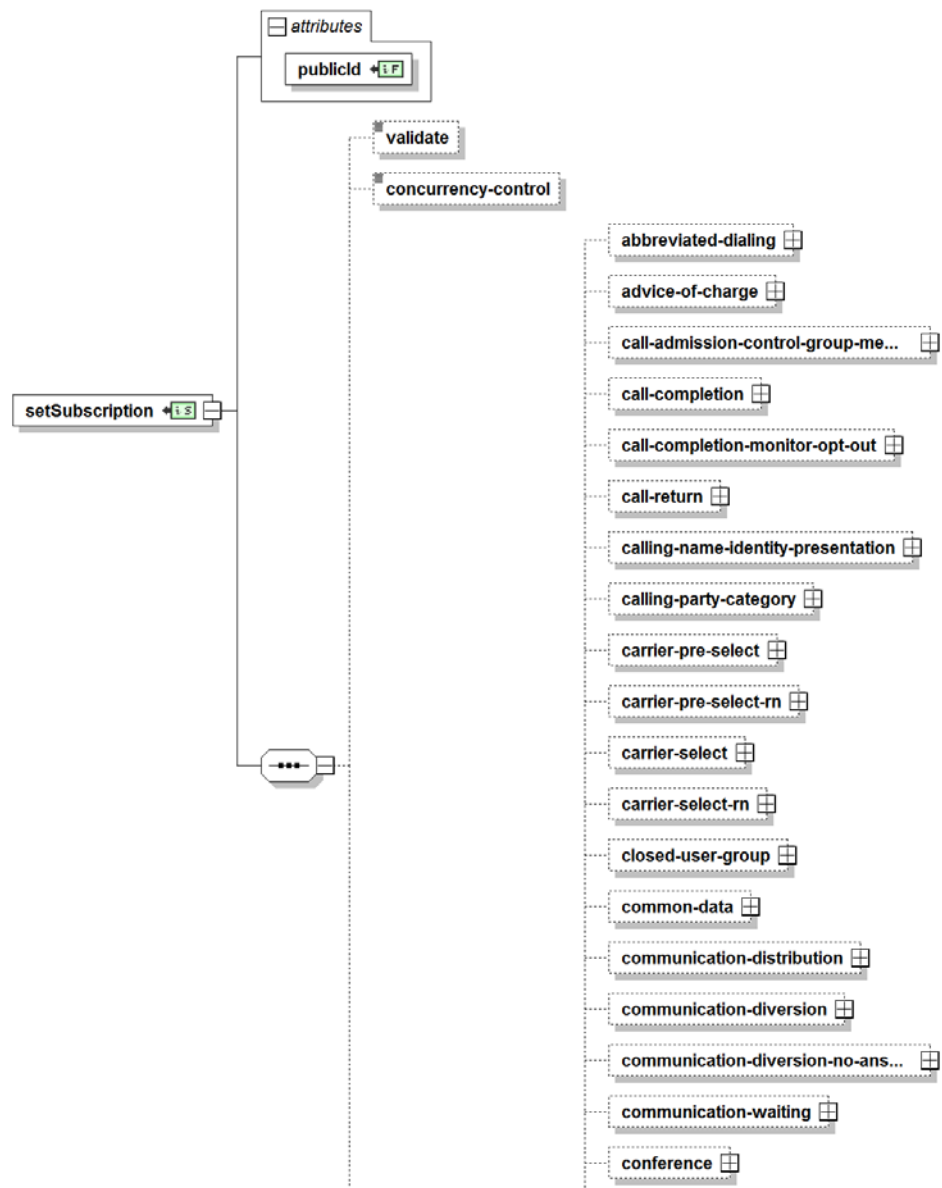 attributes
publicId
iF
validate
concurrency-control
abbreviated-dialing
advice-of-charge
call-admission-control-group-me...
call-completion
setSubscription
iS
call-completion-monitor-opt-out
call-return
calling-name-identity-presentation
calling-party-category
carrier-pre-select
carrier-pre-select-rn
carrier-select
carrier-select-rn
closed-user-group
common-data
communication-distribution
communication-diversion
communication-diversion-no-ans...
communication-waiting
conference